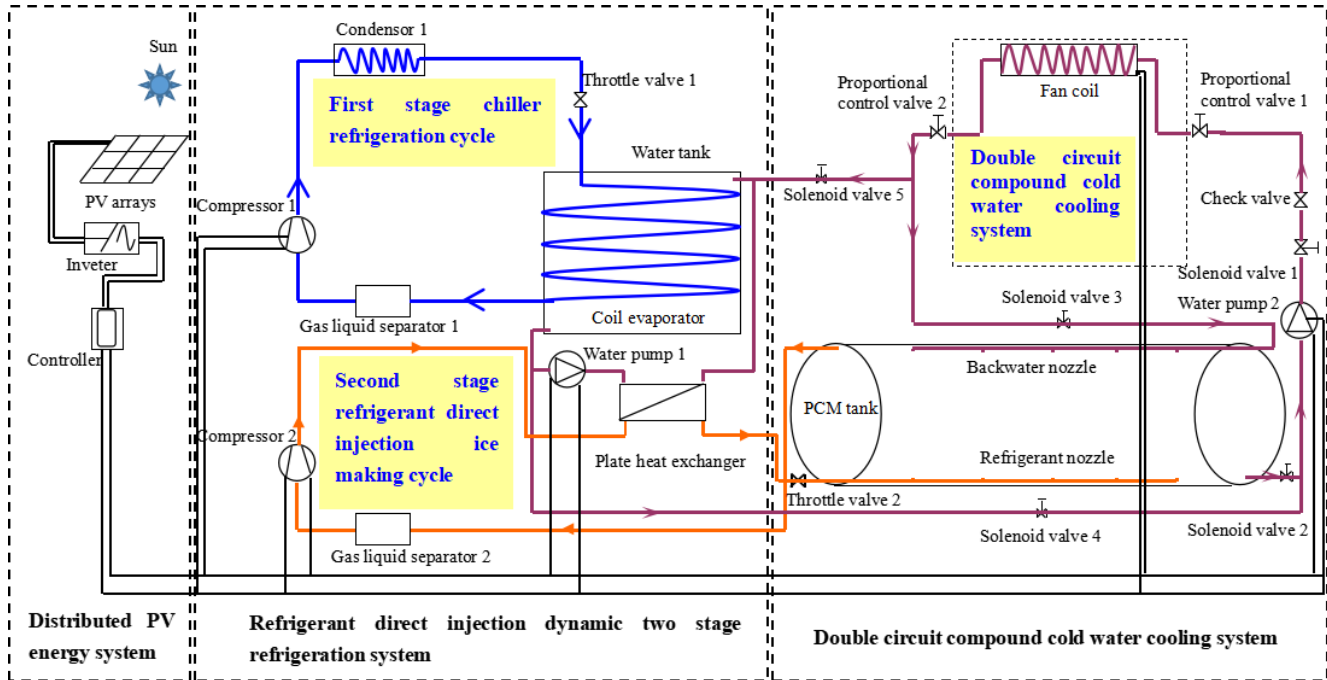 Sun
PV arrays
Inveter
Controller
Distributed PV
energy system
Condensor 1
First stage chiller
refrigeration cycle
Throttle valve 1
Water tank
Compressor 1
Gas liquid separator 1
Coil evaporator
Water pump 1
Second stage
refrigerant direct
injection ice
making cycle
Compressor 2
Plate heat exchanger
Gas liquid separator 2
Refrigerant direct injection dynamic two stage
refrigeration system
Proportional
control valve 2
Fan coil
Proportional
control valve 1
Double circuit
compound cold
water cooling
system
Solenoid valve 5
Check valve
Solenoid valve 1
Solenoid valve 3
Water pump 2
Backwater nozzle
PCM tank
Refrigerant nozzle
Throttle valve 2
Solenoid valve 4
Solenoid valve 2
Double circuit compound cold water cooling system